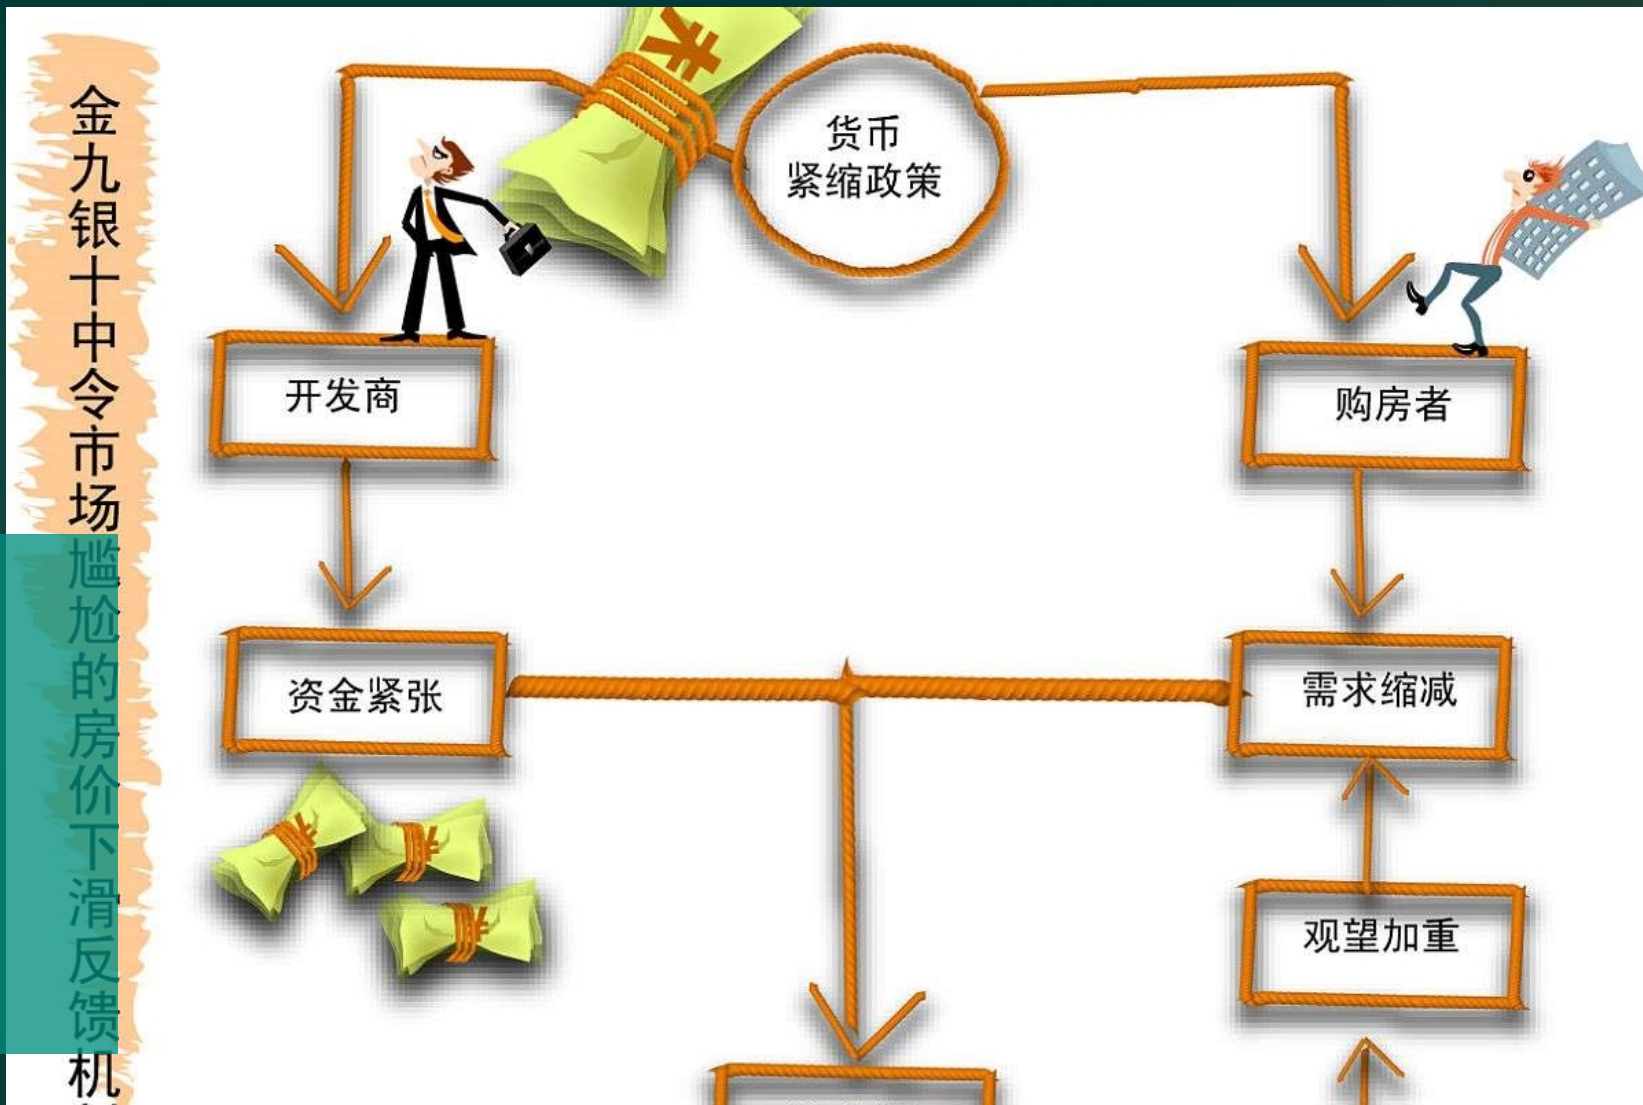 金九银十中令市场尴尬的房价下滑反馈机
货币
紧缩政策
开发商
购房者
资金紧张
需求缩减
观望加重